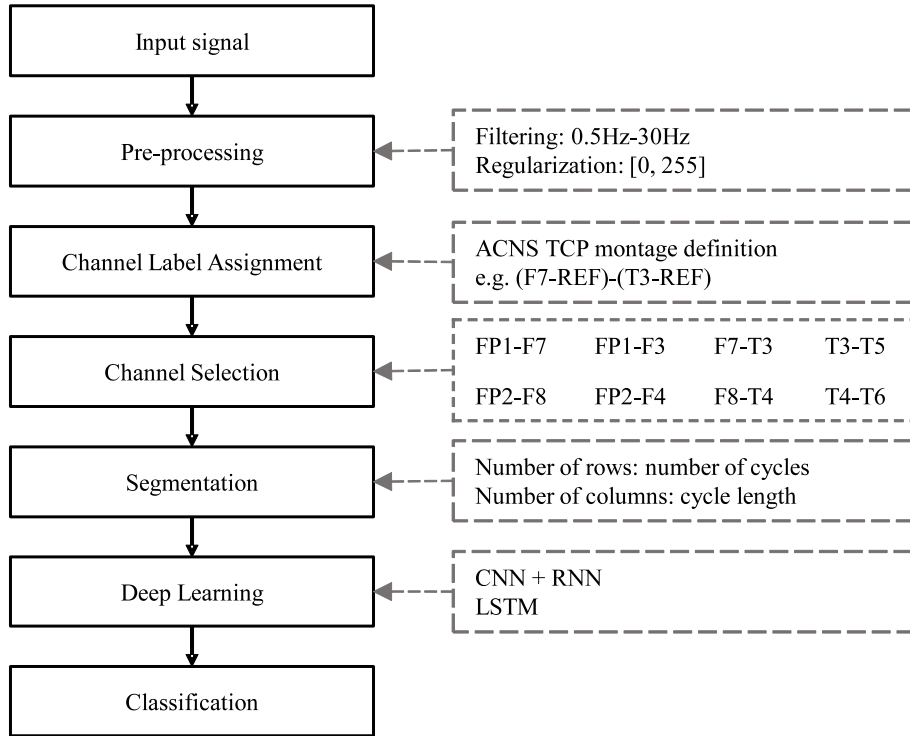 Input signal
Pre-processing
Filtering: 0.5Hz-30Hz
Regularization: [0, 255]
Channel Label Assignment
ACNS TCP montage definition
e.g. (F7-REF)-(T3-REF)
Channel Selection
FP1-F7 FP1-F3 F7-T3 T3-T5
FP2-F8 FP2-F4 F8-T4 T4-T6
Segmentation
Number of rows: number of cycles
Number of columns: cycle length
Deep Learning
CNN + RNN
LSTM
Classification